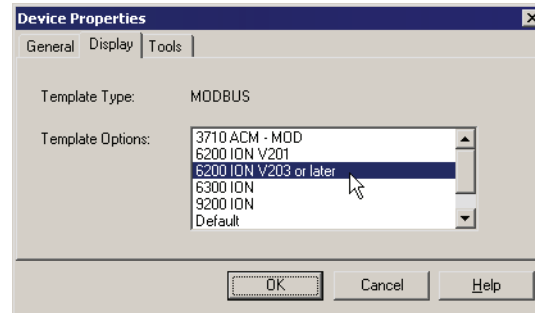 Device Properties
General Display Tools
Template Type: MODBUS
Template Options:
3710 ACM - MOD
6200 ION V201
6200 ION V203 or later
6300 ION
9200 ION
Default
OK Cancel Help